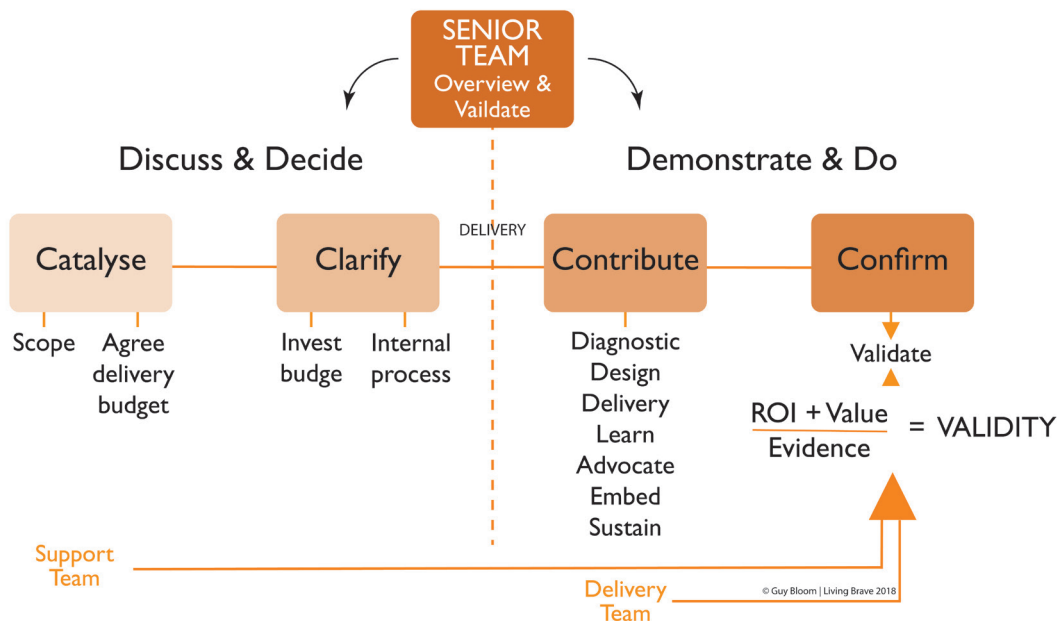 SENIOR
TEAM
Overview &
Vaildate
Discuss & Decide
Demonstrate & Do
DELIVERY
Catalyse
Clarify
Contribute
Confirm
Scope
Agree
delivery
budget
Invest
budge
Internal
process
Diagnostic
Design
Delivery
Learn
Advocate
Embed
Sustain
Validate
ROI + Value
Evidence
= VALIDITY
Support
Team
Delivery
Team
© Guy Bloom | Living Brave 2018